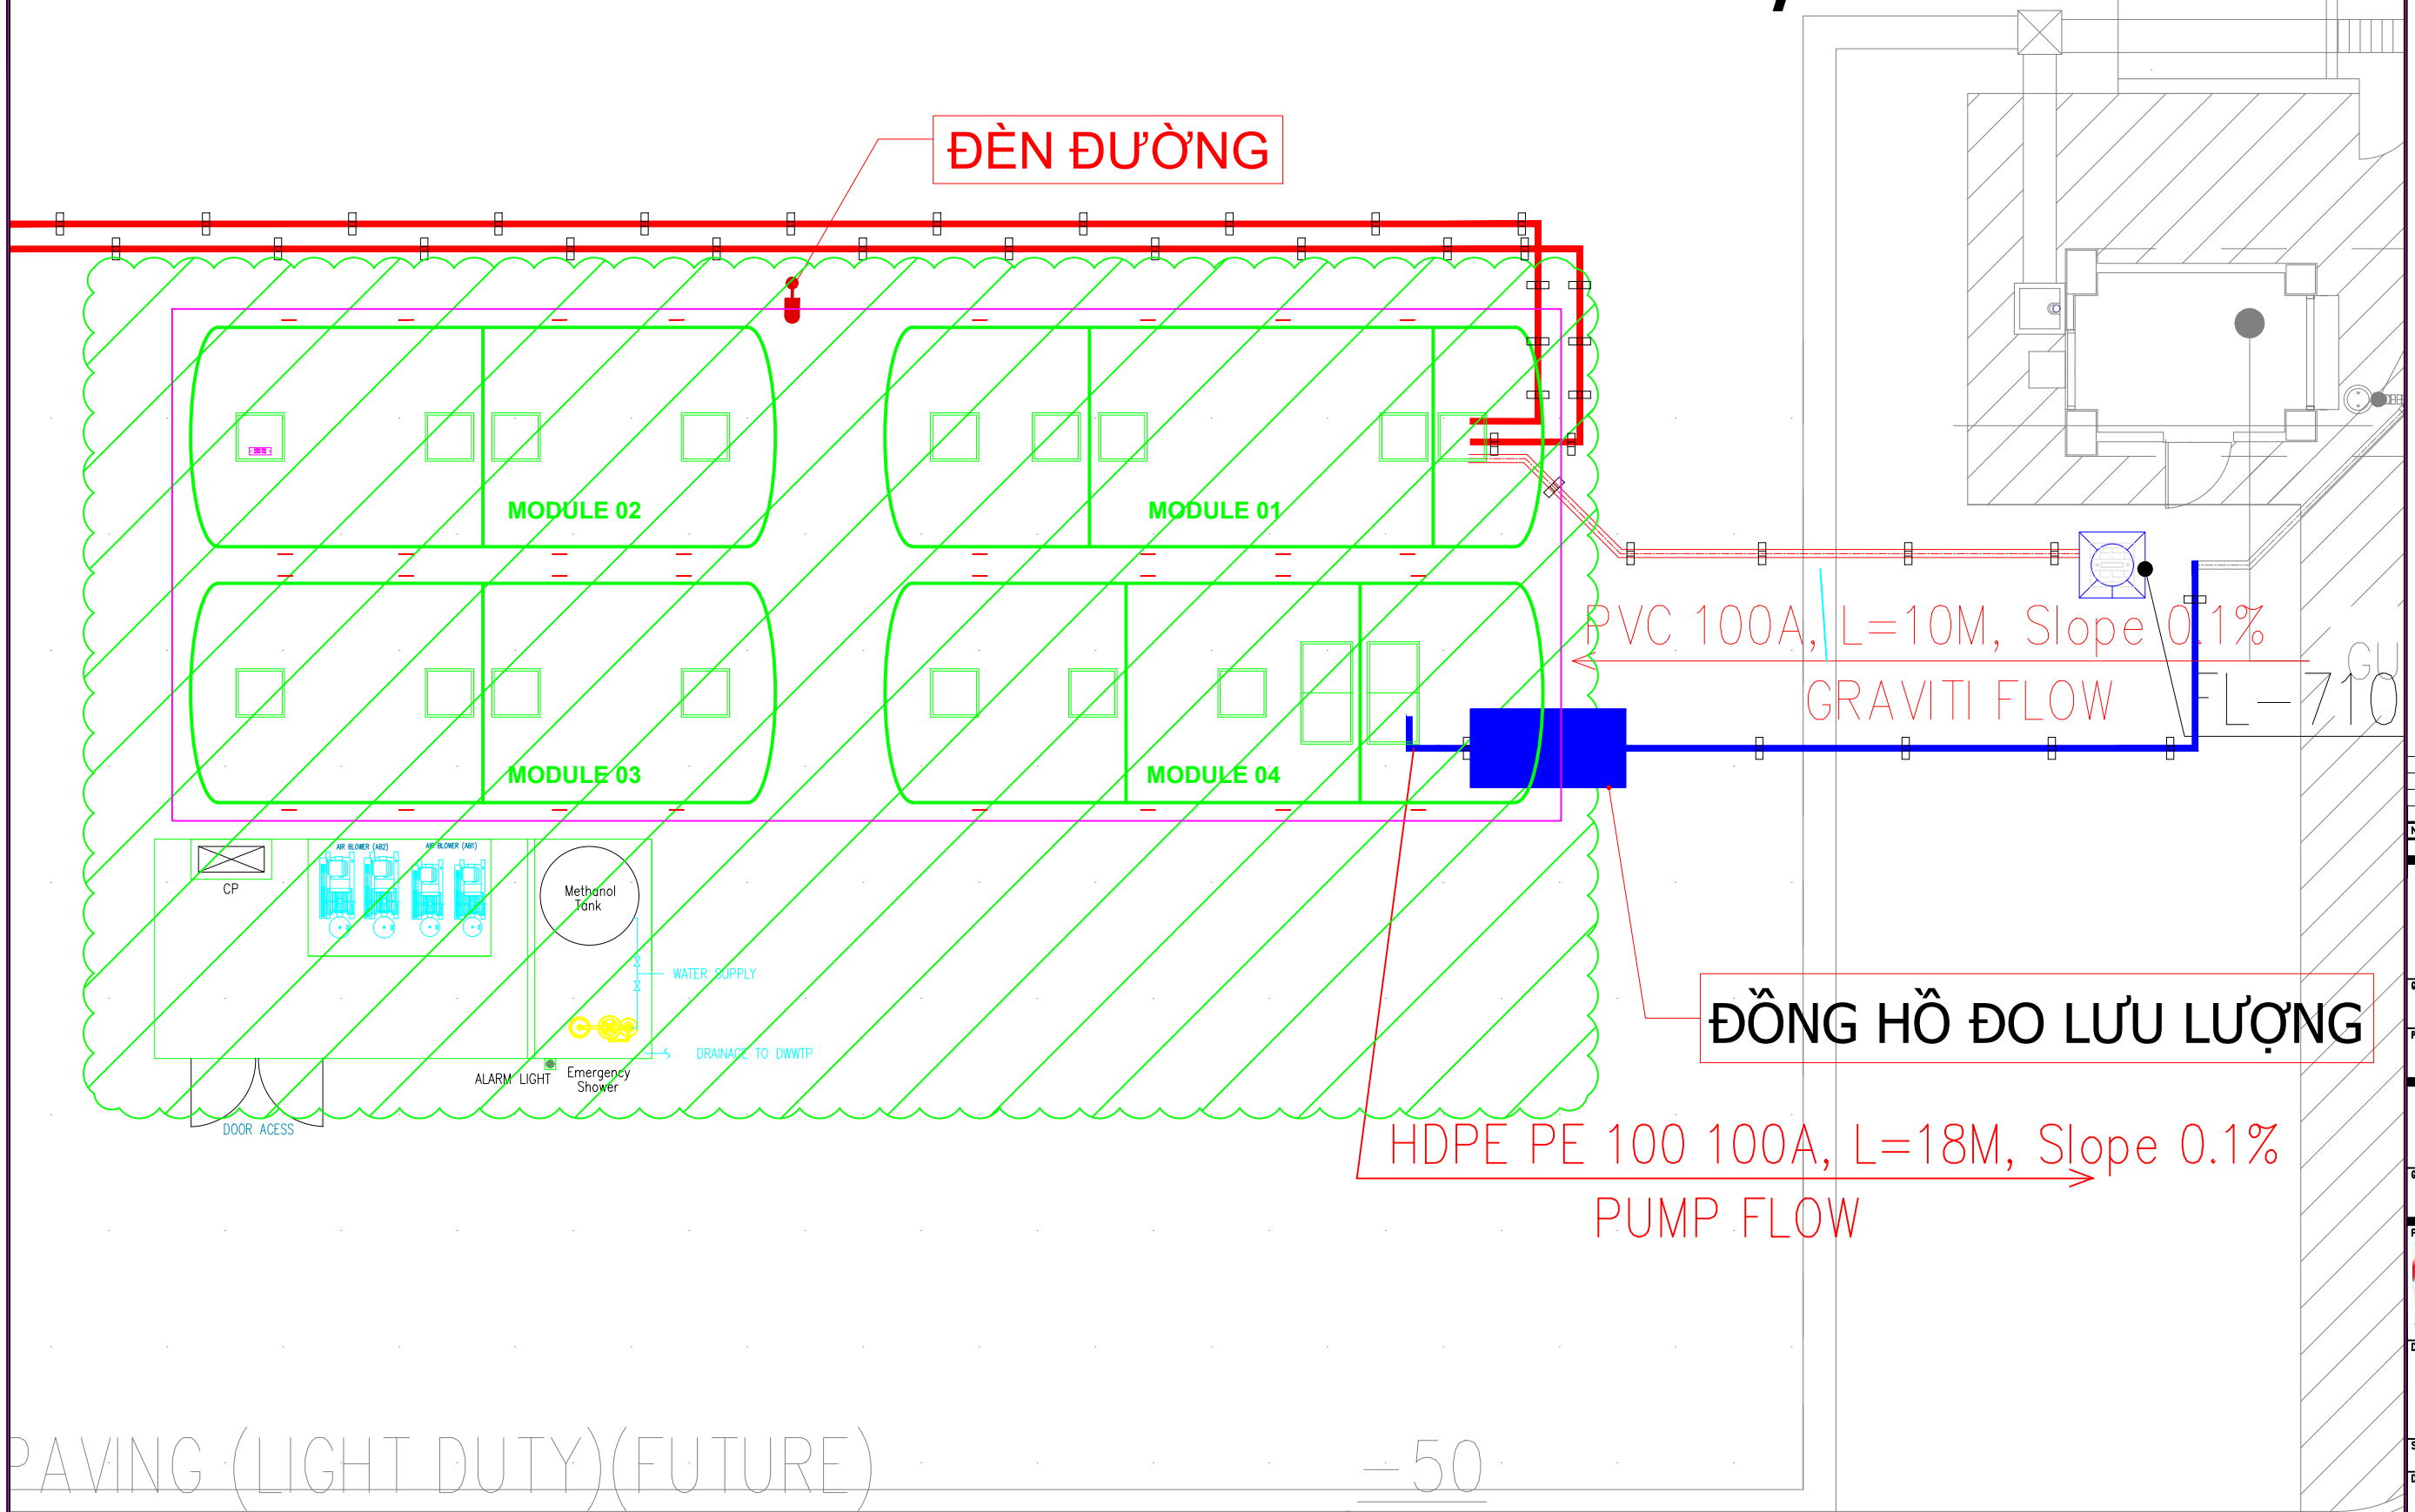 ĐÈN ĐƯỜNG
MODULE 02
MODULE 01
PVC 100A, L=10M, Slope 0.1%
GRAVITI FLOW
GU
FL-710
MODULE 03
MODULE 04
AIR BLOWER (AB2)
AIR BLOWER (AB1)
CP
Methanol
Tank
WATER SUPPLY
ĐỒNG HỒ ĐO LƯU LƯỢNG
DRAINAGE TO DWWTP
ALARM LIGHT
Emergency
Shower
DOOR ACESS
HDPE PE 100 100A, L=18M, Slope 0.1%
PUMP FLOW
PAVING (LIGHT DUTY)(FUTURE)
-50